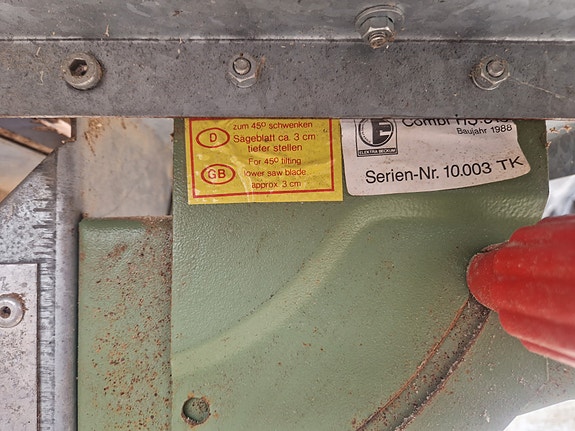 D
zum 45º schwenken
Sägeblatt ca. 3 cm
tiefer stellen
GB
For 45º tilting
lower saw blade
approx 3 cm
E
ELEKTRA BECKUM
Combi
Baujahr 1988
Serien-Nr. 10.003 TK